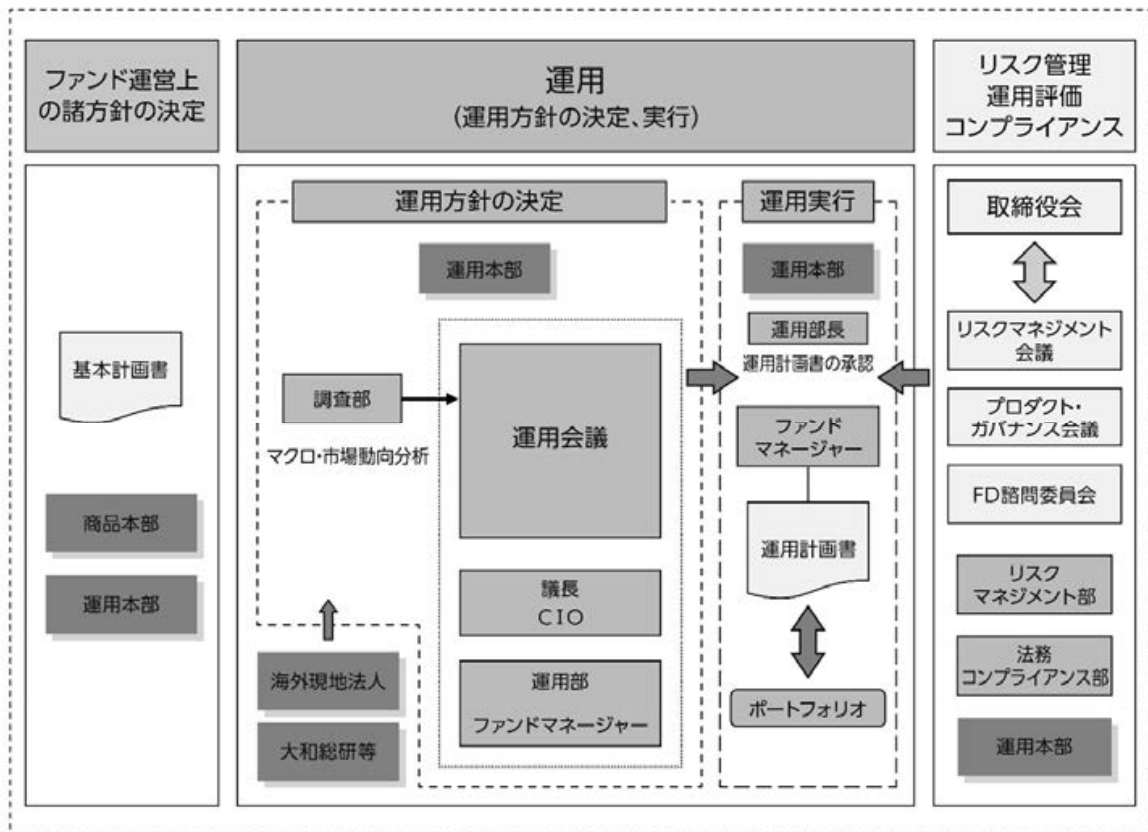 ファンド運営上
の諸方針の決定
基本計画書
商品本部
運用本部
運用
(運用方針の決定、実行)
運用方針の決定
運用本部
調査部
マクロ・市場動向分析
運用会議
議長
CIO
運用部
ファンドマネージャー
海外現地法人
大和総研等
運用実行
運用本部
運用部長
運用計画書の承認
ファンド
マネージャー
運用計画書
ポートフォリオ
リスク管理
運用評価
コンプライアンス
取締役会
リスクマネジメント
会議
プロダクト・
ガバナンス会議
FD諮問委員会
リスク
マネジメント部
法務
コンプライアンス部
運用本部